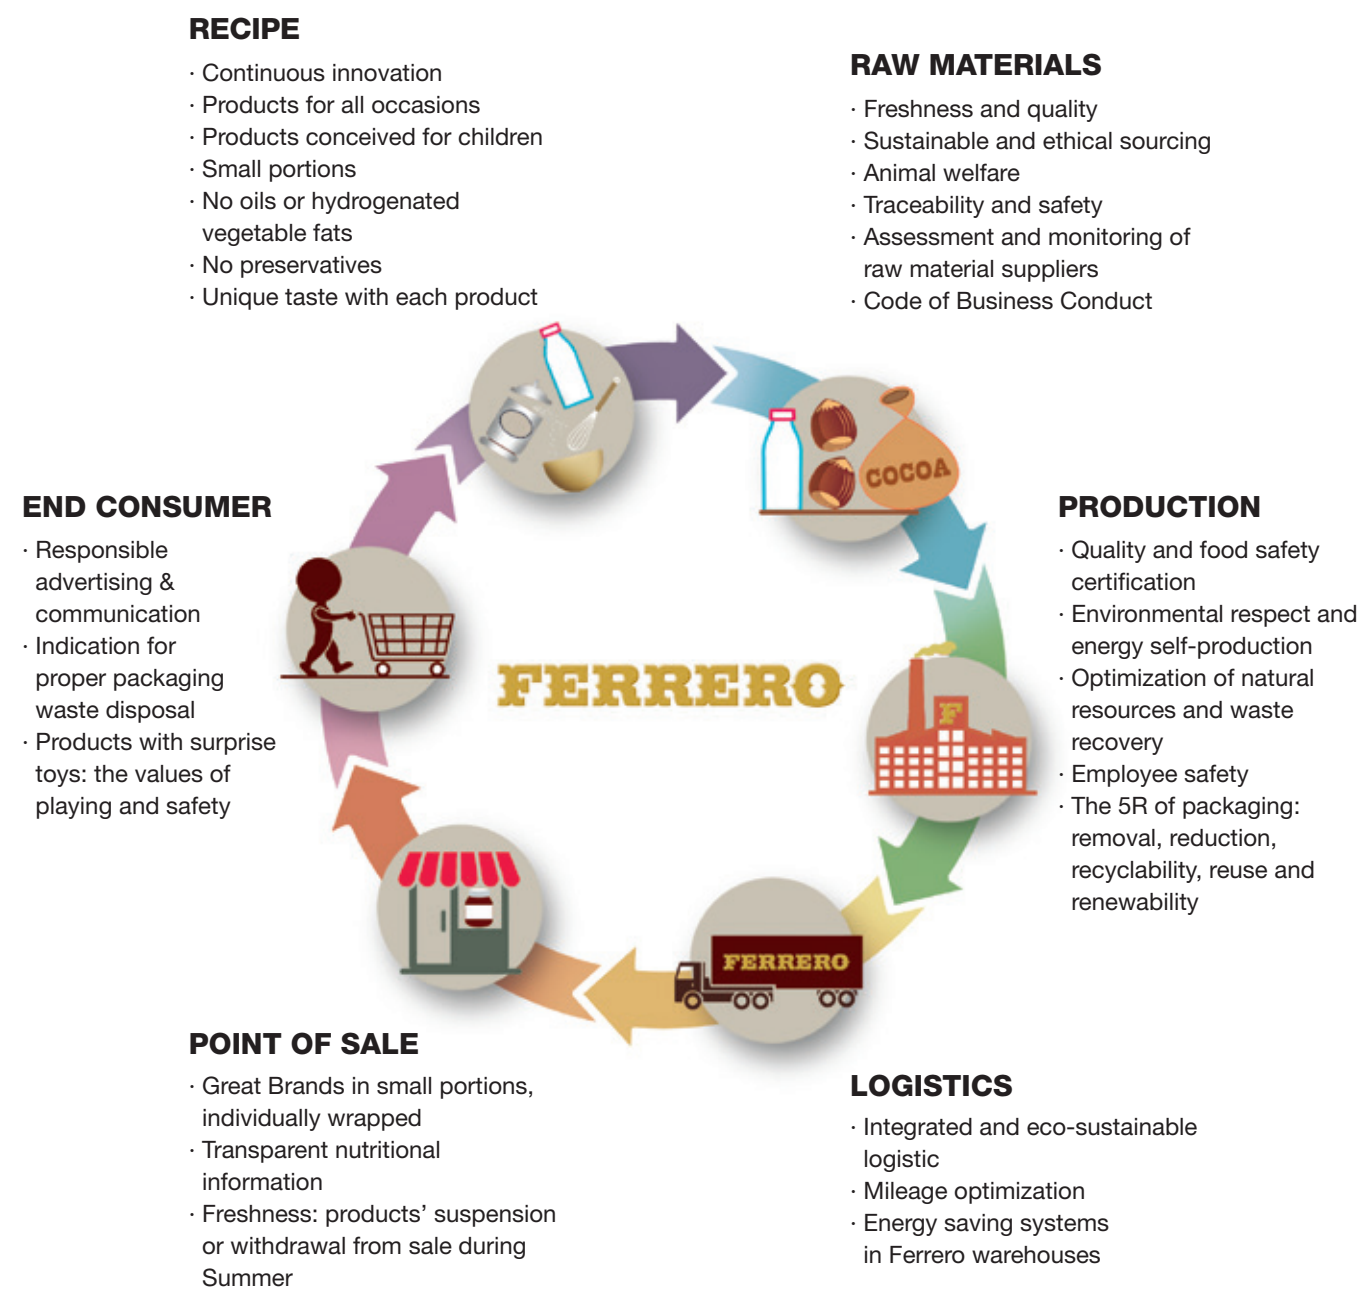 RECIPE
· Continuous innovation
· Products for all occasions
· Products conceived for children
· Small portions
· No oils or hydrogenated
vegetable fats
· No preservatives
· Unique taste with each product
RAW MATERIALS
· Freshness and quality
· Sustainable and ethical sourcing
· Animal welfare
· Traceability and safety
· Assessment and monitoring of
raw material suppliers
· Code of Business Conduct
COCOA
PRODUCTION
· Quality and food safety
certification
· Environmental respect and
energy self-production
· Optimization of natural
resources and waste
recovery
· Employee safety
· The 5R of packaging:
removal, reduction,
recyclability, reuse and
renewability
F
END CONSUMER
· Responsible
advertising &
communication
· Indication for
proper packaging
waste disposal
· Products with surprise
toys: the values of
playing and safety
FERRERO
FERRERO
POINT OF SALE
· Great Brands in small portions,
individually wrapped
· Transparent nutritional
information
· Freshness: products’ suspension
or withdrawal from sale during
Summer
LOGISTICS
· Integrated and eco-sustainable
logistic
· Mileage optimization
· Energy saving systems
in Ferrero warehouses